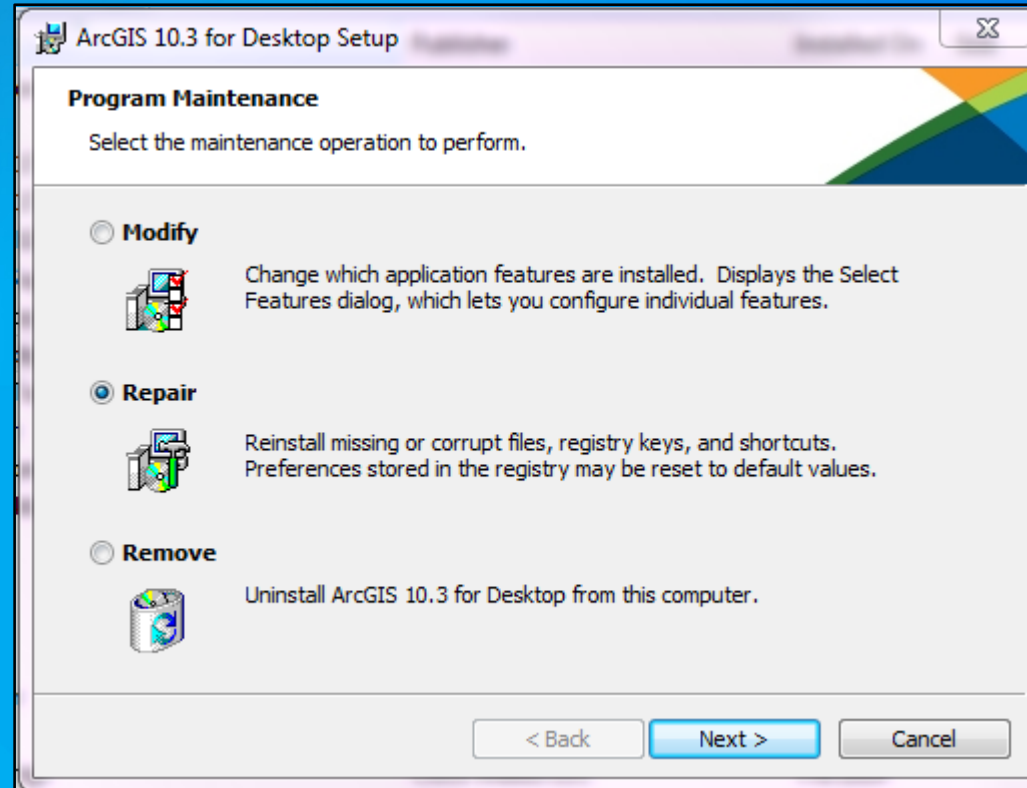 ArcGIS 10.3 for Desktop Setup
Program Maintenance
Select the maintenance operation to perform.
Modify
Change which application features are installed.  Displays the Select
Features dialog, which lets you configure individual features.
Repair
Reinstall missing or corrupt files, registry keys, and shortcuts.
Preferences stored in the registry may be reset to default values.
Remove
Uninstall ArcGIS 10.3 for Desktop from this computer.
< Back Next > Cancel